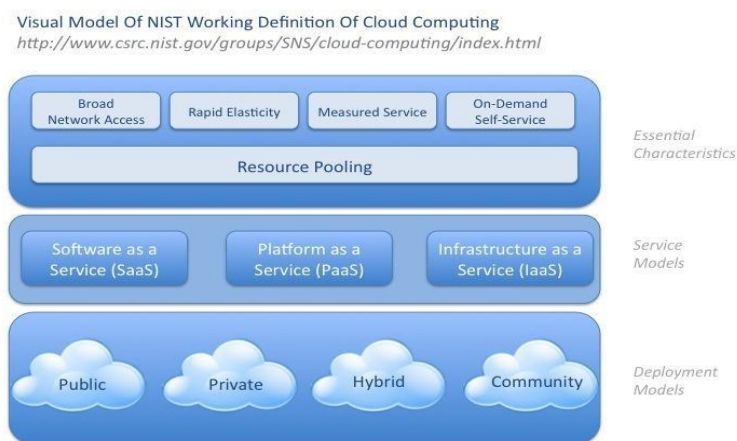 Visual Model Of NIST Working Definition Of Cloud Computing
http://www.csrc.nist.gov/groups/SNS/cloud-computing/index.html
Broad
Network Access
Rapid Elasticity
Measured Service
On-Demand
Self-Service
Resource Pooling
Essential
Characteristics
Software as a
Service (SaaS)
Platform as a
Service (PaaS)
Infrastructure as a
Service (IaaS)
Service
Models
Public
Private
Hybrid
Community
Deployment
Models